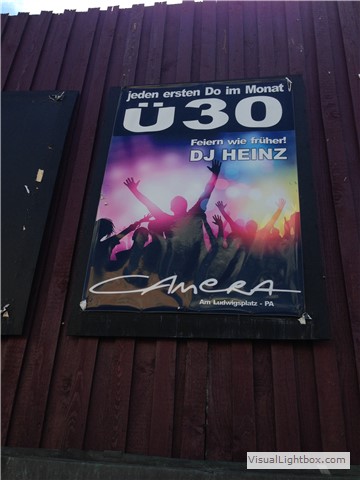 jeden ersten Do im Monat
Ü30
Feiern wie früher!
DJ HEINZ
CAMERA
Am Ludwigsplatz - PA
VisualLightbox.com